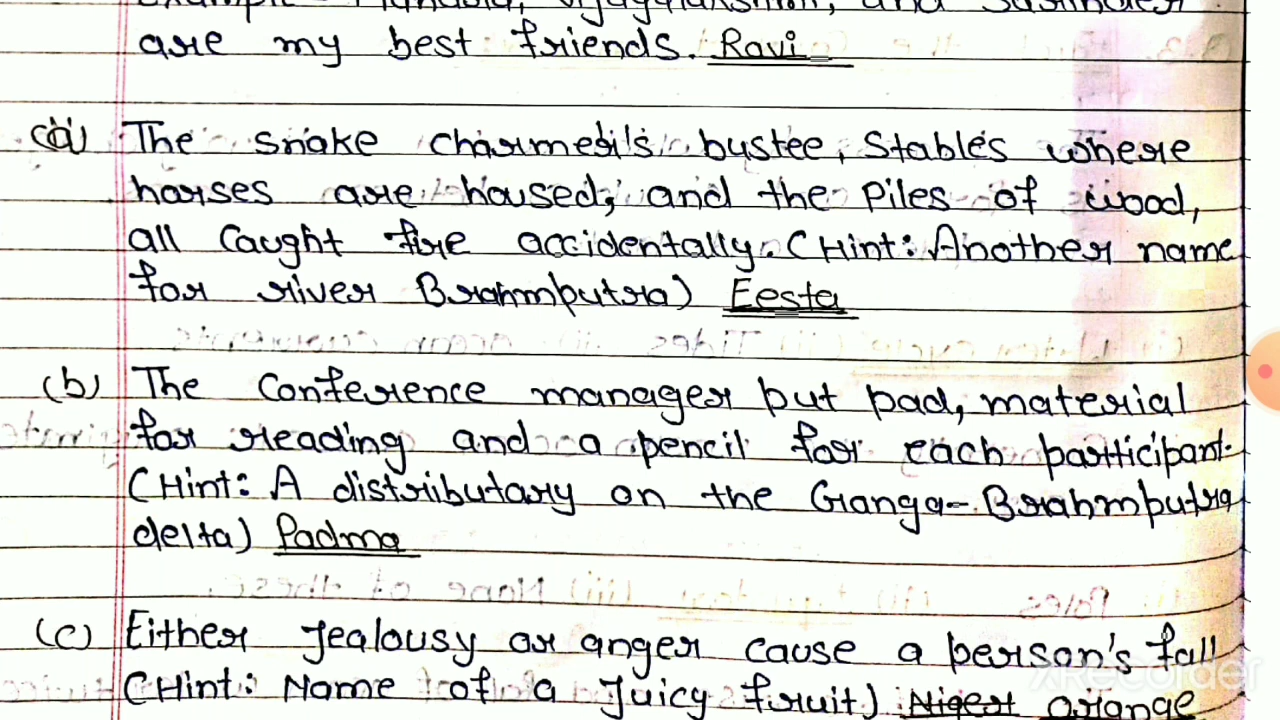 are my best friends. Ravi
(a) The snake charmer's bustee, Stables where
horses are housed, and the Piles of wood,
all Caught fire accidentally. (Hint: Another name
for river Brahmputra) Eesta
(b) The Conference manager put pad, material
for reading and a pencil for each participant.
(Hint: A distributary on the Ganga-Brahmputra
delta) Padma
(c) Either Jealousy or anger cause a person's fall
(Hint: Name of a Juicy fruit) Niger orange
XRecorder